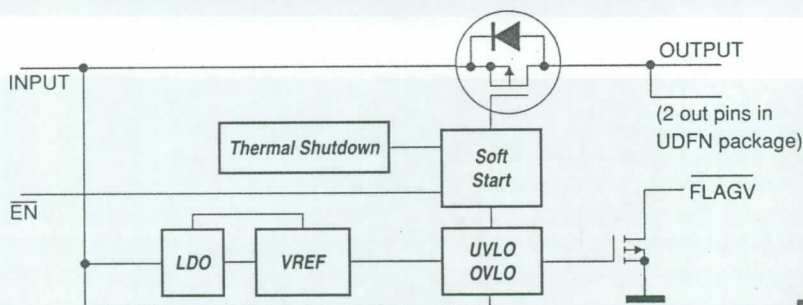 OUTPUT
INPUT
(2 out pins in
UDFN package)
Thermal Shutdown
Soft
Start
EN
FLAGV
LDO
VREF
UVLO
OVLO